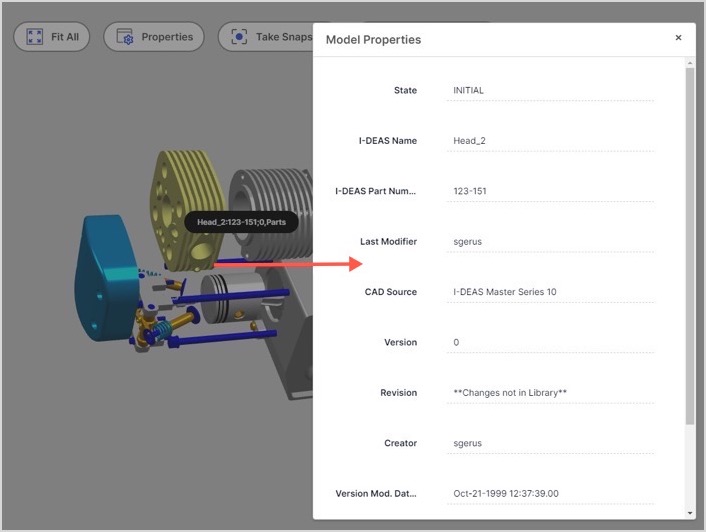 Fit All
Properties
Take Snaps
Model Properties
×
State INITIAL
I-DEAS Name Head_2
I-DEAS Part Num... 123-151
Head_2:123-151;0,Parts
Last Modifier sgerus
CAD Source I-DEAS Master Series 10
Version 0
Revision **Changes not in Library**
Creator sgerus
Version Mod. Dat... Oct-21-1999 12:37:39.00